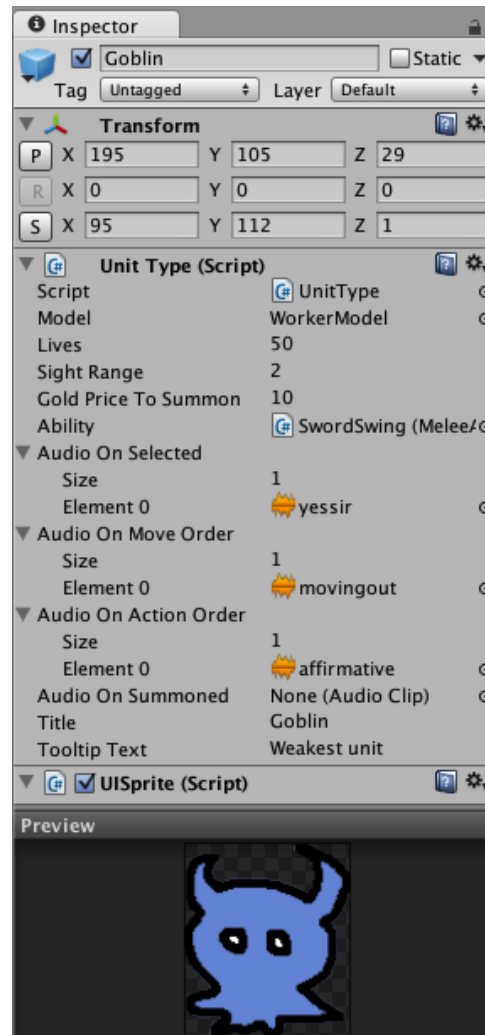 Inspector
Goblin Static
Tag Untagged Layer Default
Transform
P X 195 Y 105 Z 29
R X 0 Y 0 Z 0
S X 95 Y 112 Z 1
Unit Type (Script)
Script UnitType
Model WorkerModel
Lives 50
Sight Range 2
Gold Price To Summon 10
Ability SwordSwing (Melee
Audio On Selected
Size 1
Element 0 yessir
Audio On Move Order
Size 1
Element 0 movingout
Audio On Action Order
Size 1
Element 0 affirmative
Audio On Summoned None (Audio Clip)
Title Goblin
Tooltip Text Weakest unit
UISprite (Script)
Preview